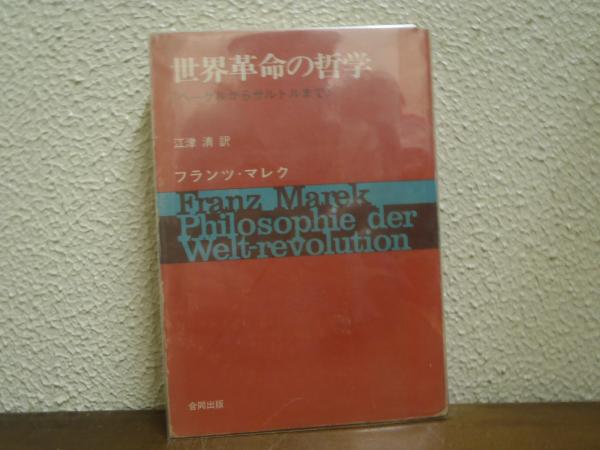 世界革命の哲学
ヘーゲルからサルトルまで
江津 清 訳
フランツ・マレク
Franz Marek
Philosophie der
Welt-revolution
合同出版